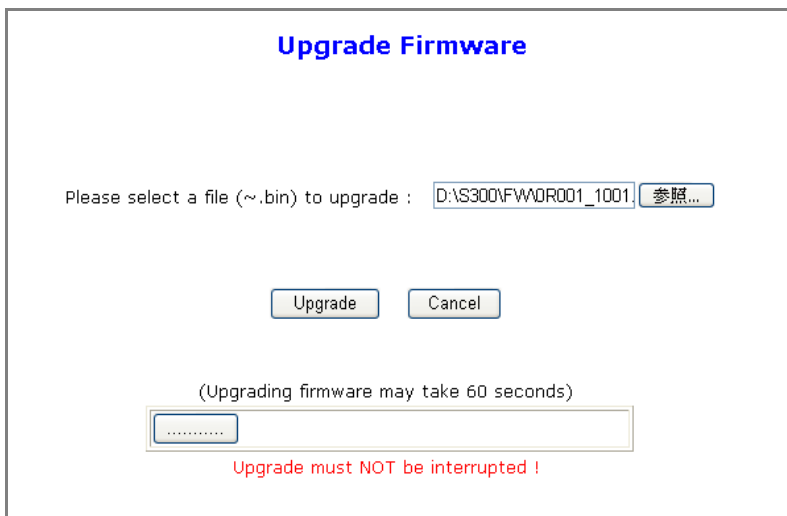 Upgrade Firmware
Please select a file (~.bin) to upgrade : D:\S300\FW\0R001_1001. 参照...
Upgrade Cancel
(Upgrading firmware may take 60 seconds)
...........
Upgrade must NOT be interrupted !